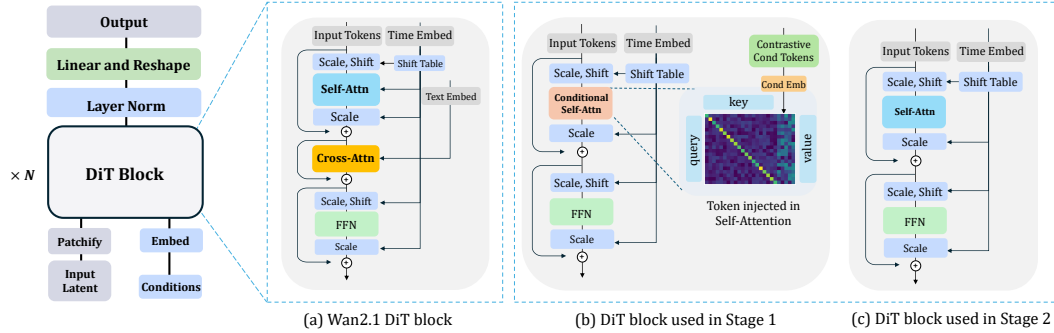 Output
Linear and Reshape
Layer Norm
× N
DiT Block
Patchify
Embed
Input
Latent
Conditions
Input Tokens
Time Embed
Scale, Shift
Shift Table
Self-Attn
Text Embed
Scale
Cross-Attn
Scale, Shift
FFN
Scale
(a) Wan2.1 DiT block
Input Tokens
Time Embed
Contrastive
Cond Tokens
Scale, Shift
Shift Table
Cond Emb
Conditional
Self-Attn
key
Scale
query
value
Scale, Shift
Token injected in
Self-Attention
FFN
Scale
(b) DiT block used in Stage 1
Input Tokens
Time Embed
Scale, Shift
Shift Table
Self-Attn
Scale
Scale, Shift
FFN
Scale
(c) DiT block used in Stage 2